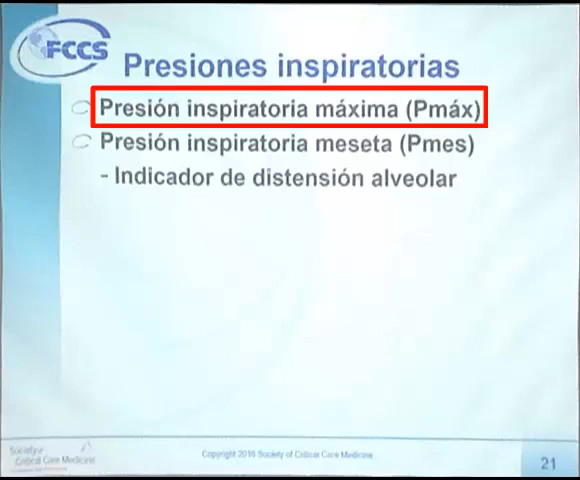 FCCS
Presiones inspiratorias
Presión inspiratoria máxima (Pmáx)
Presión inspiratoria meseta (Pmes)
- Indicador de distensión alveolar
Society of
Critical Care Medicine
Copyright 2016 Society of Critical Care Medicine
21